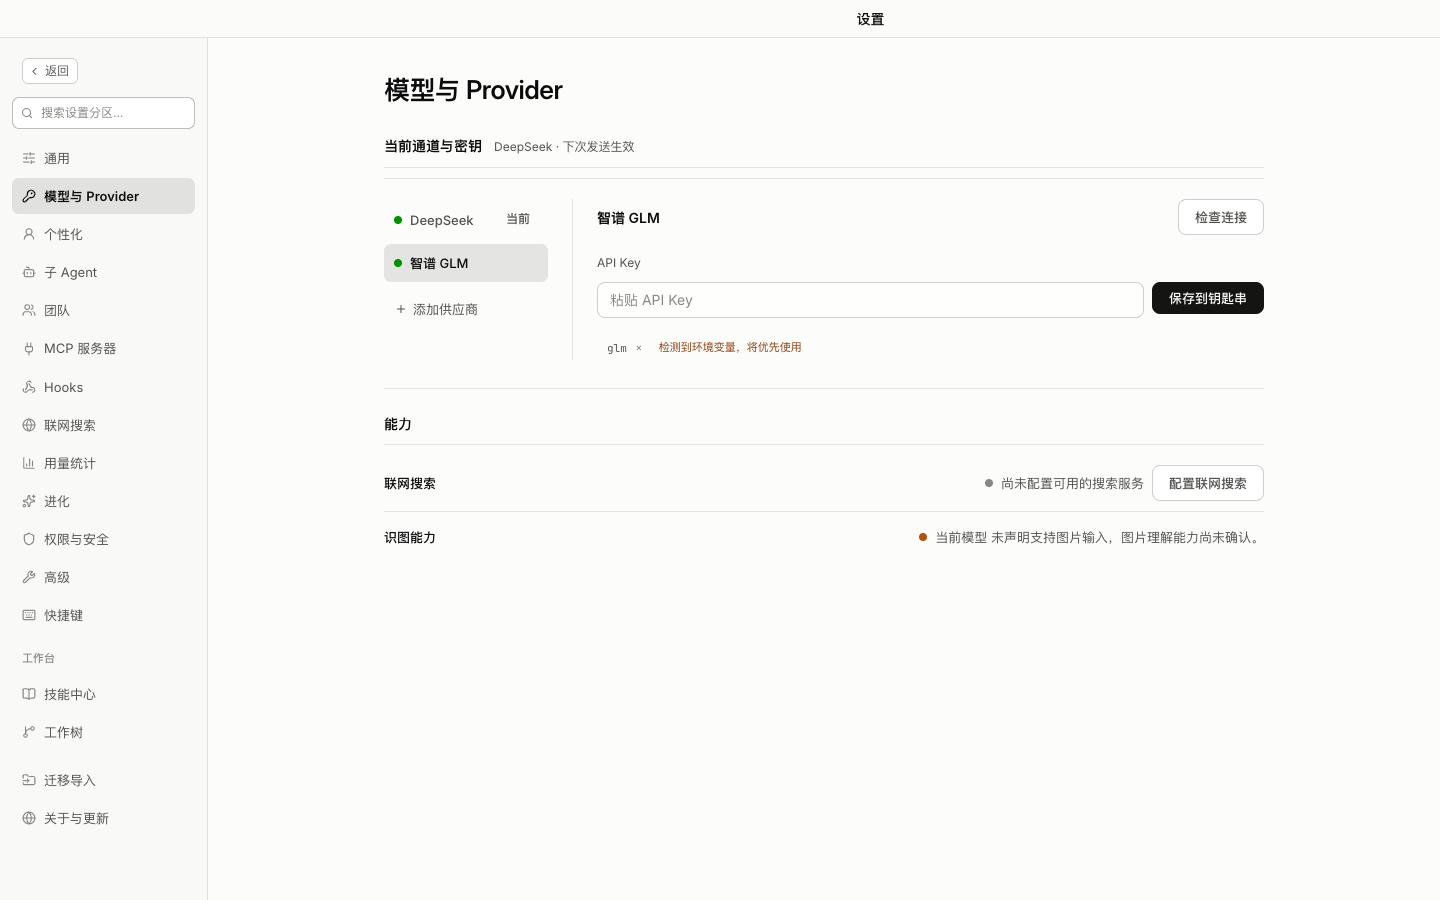 设置
返回
搜索设置分区...
通用
模型与 Provider
个性化
子 Agent
团队
MCP 服务器
Hooks
联网搜索
用量统计
进化
权限与安全
高级
快捷键
工作台
技能中心
工作树
迁移导入
关于与更新
模型与 Provider
当前通道与密钥 DeepSeek · 下次发送生效
DeepSeek 当前
智谱 GLM
添加供应商
智谱 GLM 检查连接
API Key
粘贴 API Key 保存到钥匙串
glm × 检测到环境变量，将优先使用
能力
联网搜索 尚未配置可用的搜索服务 配置联网搜索
识图能力 当前模型 未声明支持图片输入，图片理解能力尚未确认。